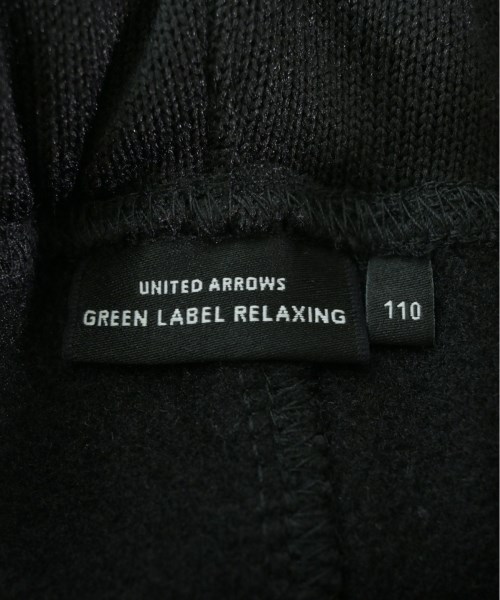 UNITED ARROWS
GREEN LABEL RELAXING
110